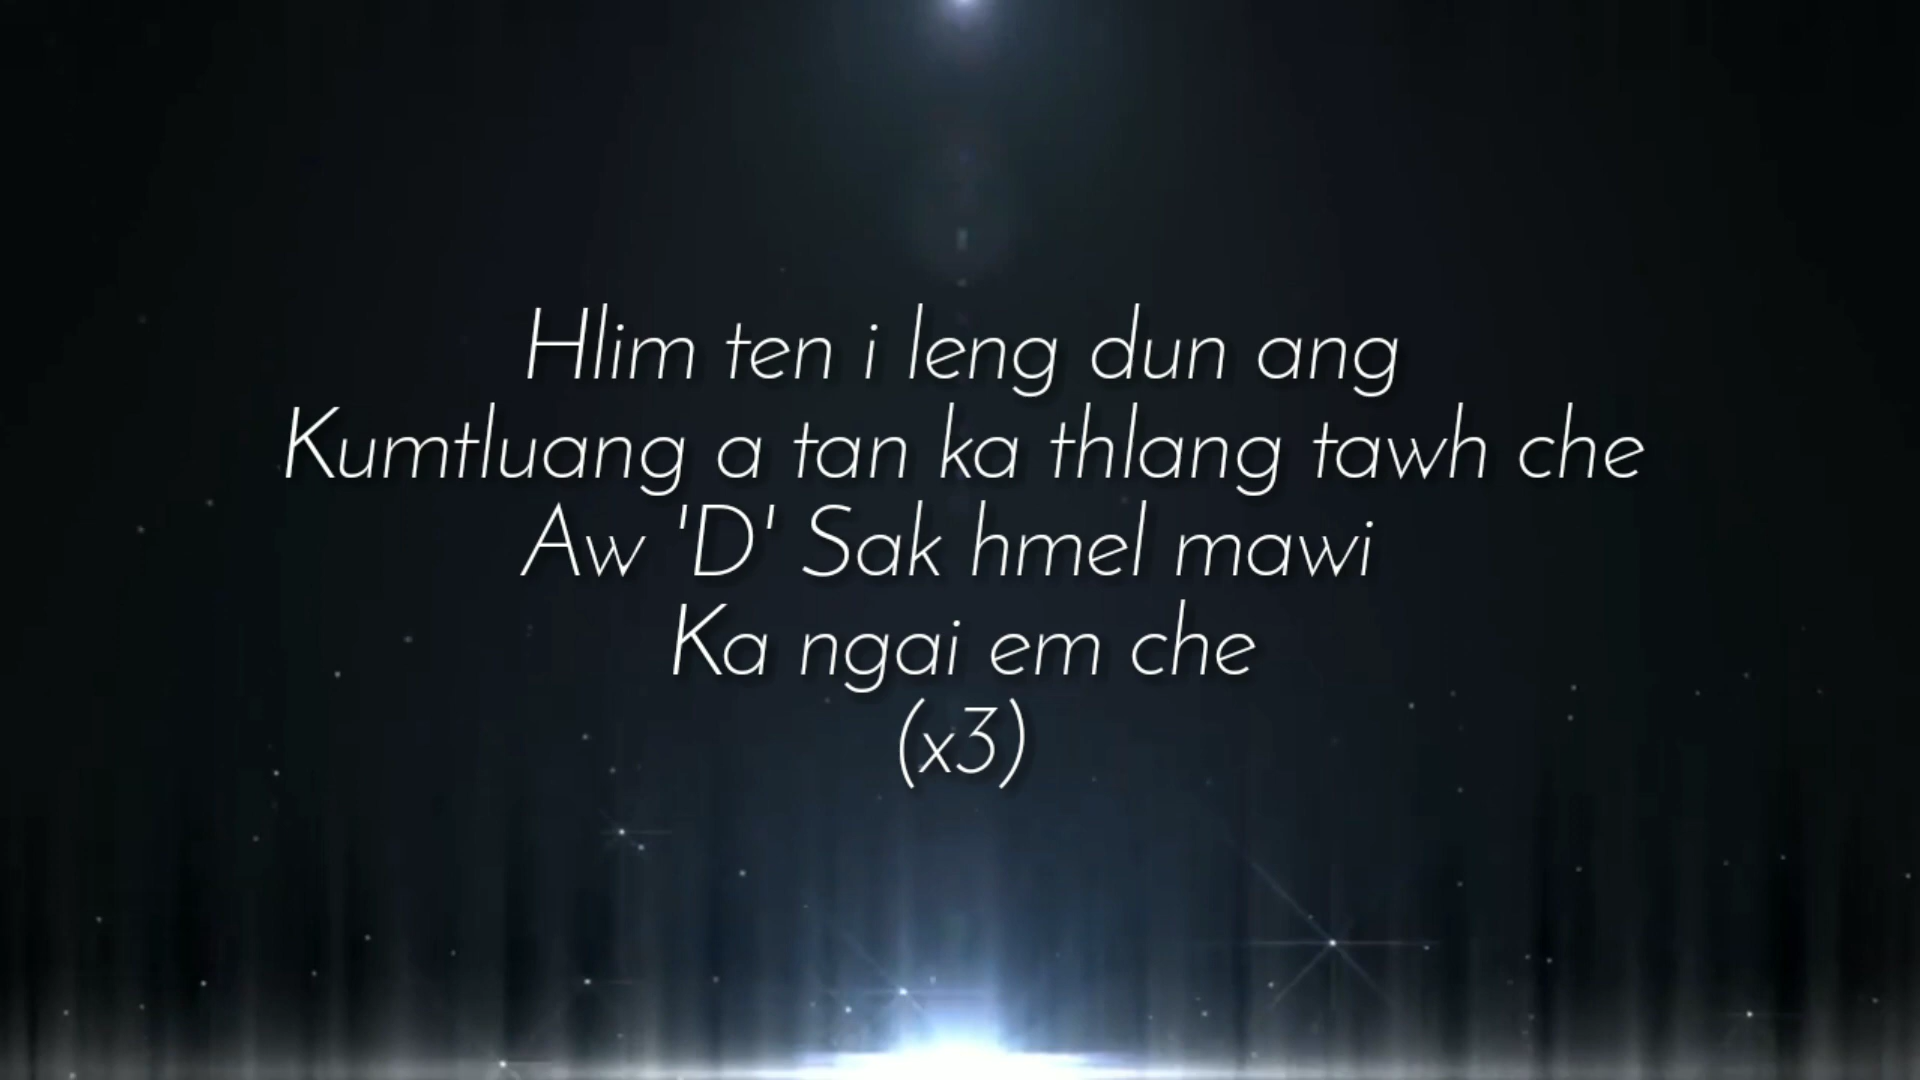 Hlim ten i leng dun ang
Kumtluang a tan ka thlang tawh che
Aw 'D' Sak hmel mawi
Ka ngai em che
(x3)